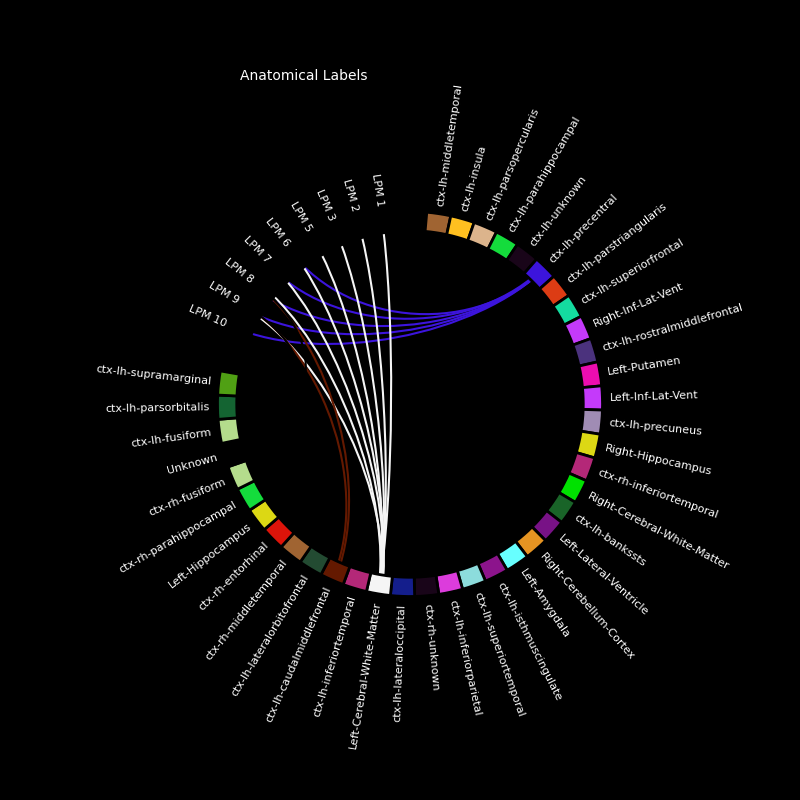 Anatomical Labels
LPM 1
LPM 2
LPM 3
LPM 5
LPM 6
LPM 7
LPM 8
LPM 9
LPM 10
ctx-lh-supramarginal
ctx-lh-parsorbitalis
ctx-lh-fusiform
Unknown
ctx-rh-fusiform
ctx-rh-parahippocampal
Left-Hippocampus
ctx-rh-entorhinal
ctx-rh-middletemporal
ctx-lh-lateralorbitofrontal
ctx-lh-caudalmiddlefrontal
ctx-lh-inferiortemporal
Left-Cerebral-White-Matter
ctx-lh-lateraloccipital
ctx-rh-unknown
ctx-lh-inferiorparietal
ctx-lh-superiortemporal
ctx-lh-isthmuscingulate
Left-Amygdala
Right-Cerebellum-Cortex
Left-Lateral-Ventricle
ctx-lh-bankssts
Right-Cerebral-White-Matter
ctx-rh-inferiortemporal
Right-Hippocampus
ctx-lh-precuneus
Left-Inf-Lat-Vent
Left-Putamen
ctx-lh-rostralmiddlefrontal
Right-Inf-Lat-Vent
ctx-lh-superiorfrontal
ctx-lh-parstriangularis
ctx-lh-precentral
ctx-lh-unknown
ctx-lh-parahippocampal
ctx-lh-parsopercularis
ctx-lh-insula
ctx-lh-middletemporal